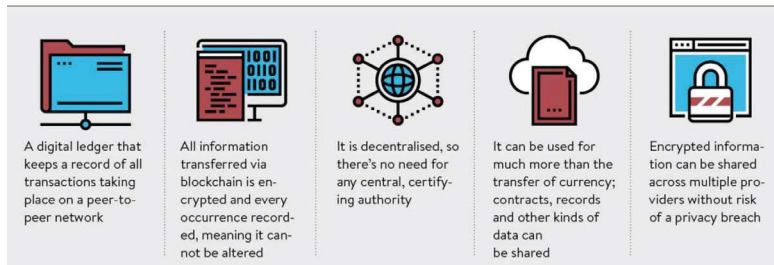 A digital ledger that
keeps a record of all
transactions taking
place on a peer-to-
peer network
1001
0110
1100
All information
transferred via
blockchain is en-
crypted and every
occurrence record-
ed, meaning it can-
not be altered
It is decentralised, so
there's no need for
any central, certify-
ing authority
It can be used for
much more than the
transfer of currency;
contracts, records
and other kinds of
data can
be shared
Encrypted informa-
tion can be shared
across multiple pro-
viders without risk
of a privacy breach